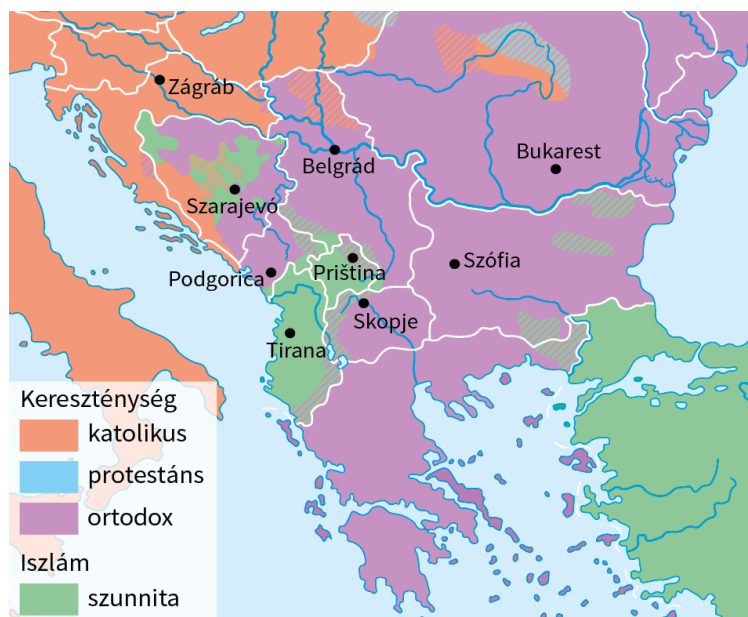 Zágráb
Belgrád
Bukarest
Szarajevó
Podgorica
Priština
Szófia
Skopje
Tirana
Kereszténység
katolikus
protestáns
ortodox
Iszlám
szunnita